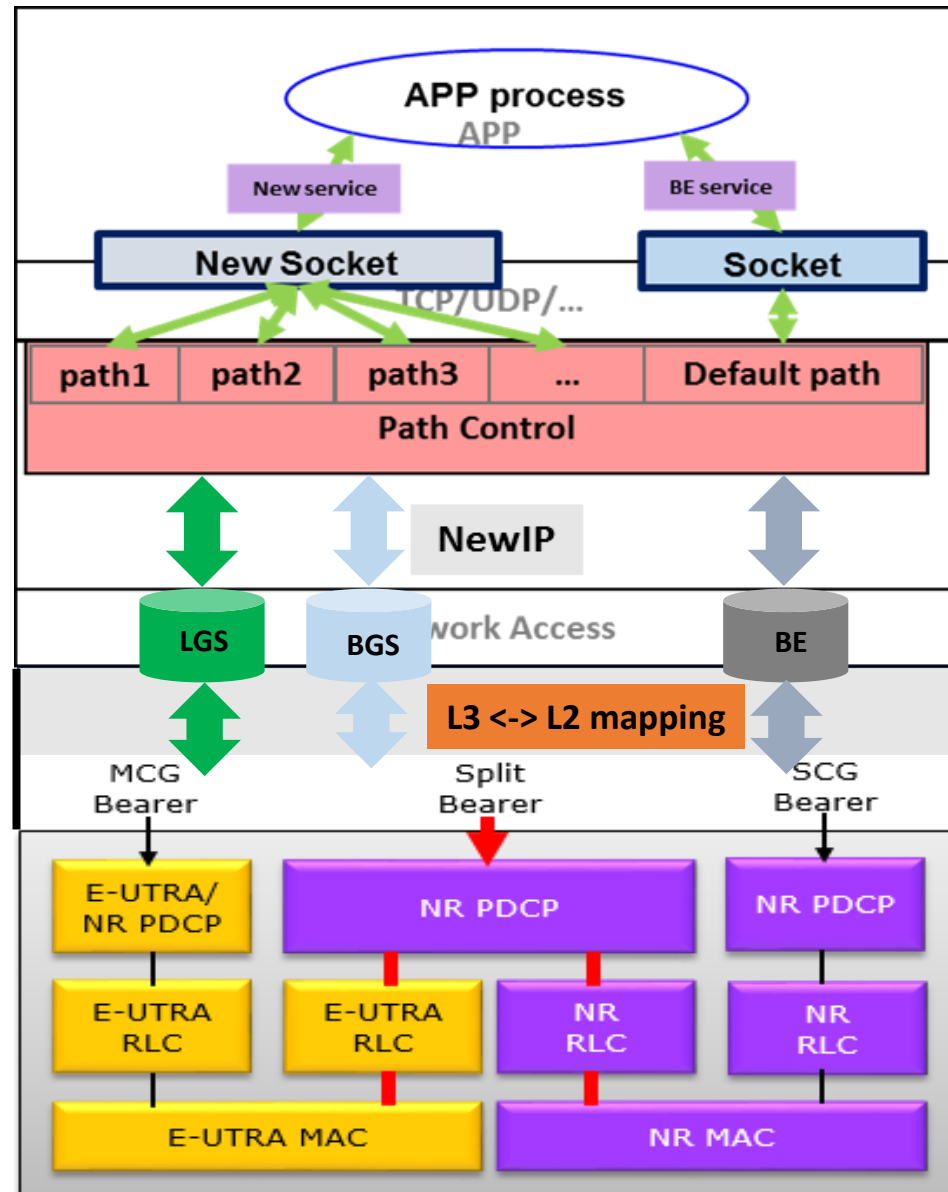 APP process
APP
New service
BE service
New Socket
Socket
TCP/UDP/...
path1
path2
path3
...
Default path
Path Control
NewIP
LGS
BGS
work Access
BE
L3 <-> L2 mapping
MCG
Bearer
Split
Bearer
SCG
Bearer
E-UTRA/
NR PDCP
NR PDCP
NR PDCP
E-UTRA
RLC
E-UTRA
RLC
NR
RLC
NR
RLC
E-UTRA MAC
NR MAC